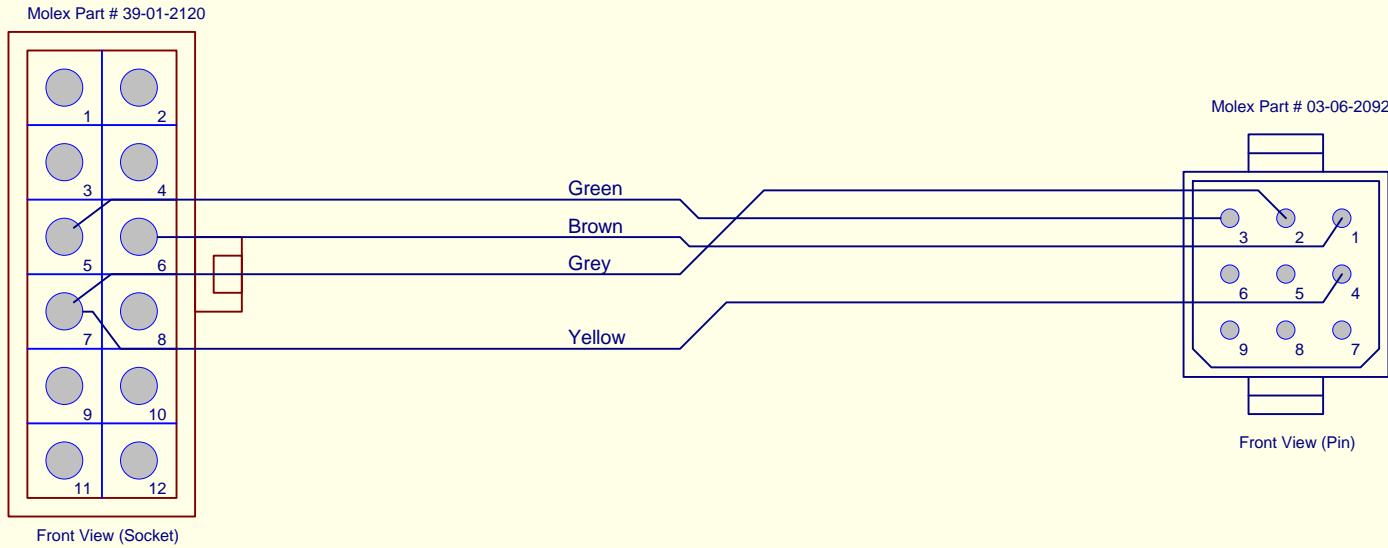 Molex Part # 39-01-2120
1 2
3 4
5 6
7 8
9 10
11 12
Front View (Socket)
Green
Brown
Grey
Yellow
Molex Part # 03-06-2092
3 2 1
6 5 4
9 8 7
Front View (Pin)